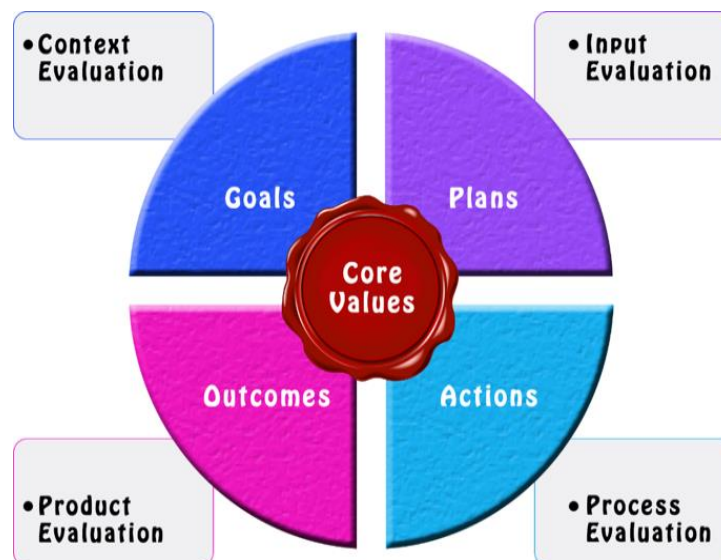 • Context
Evaluation
• Input
Evaluation
Goals
Plans
Core
Values
Outcomes
Actions
• Product
Evaluation
• Process
Evaluation